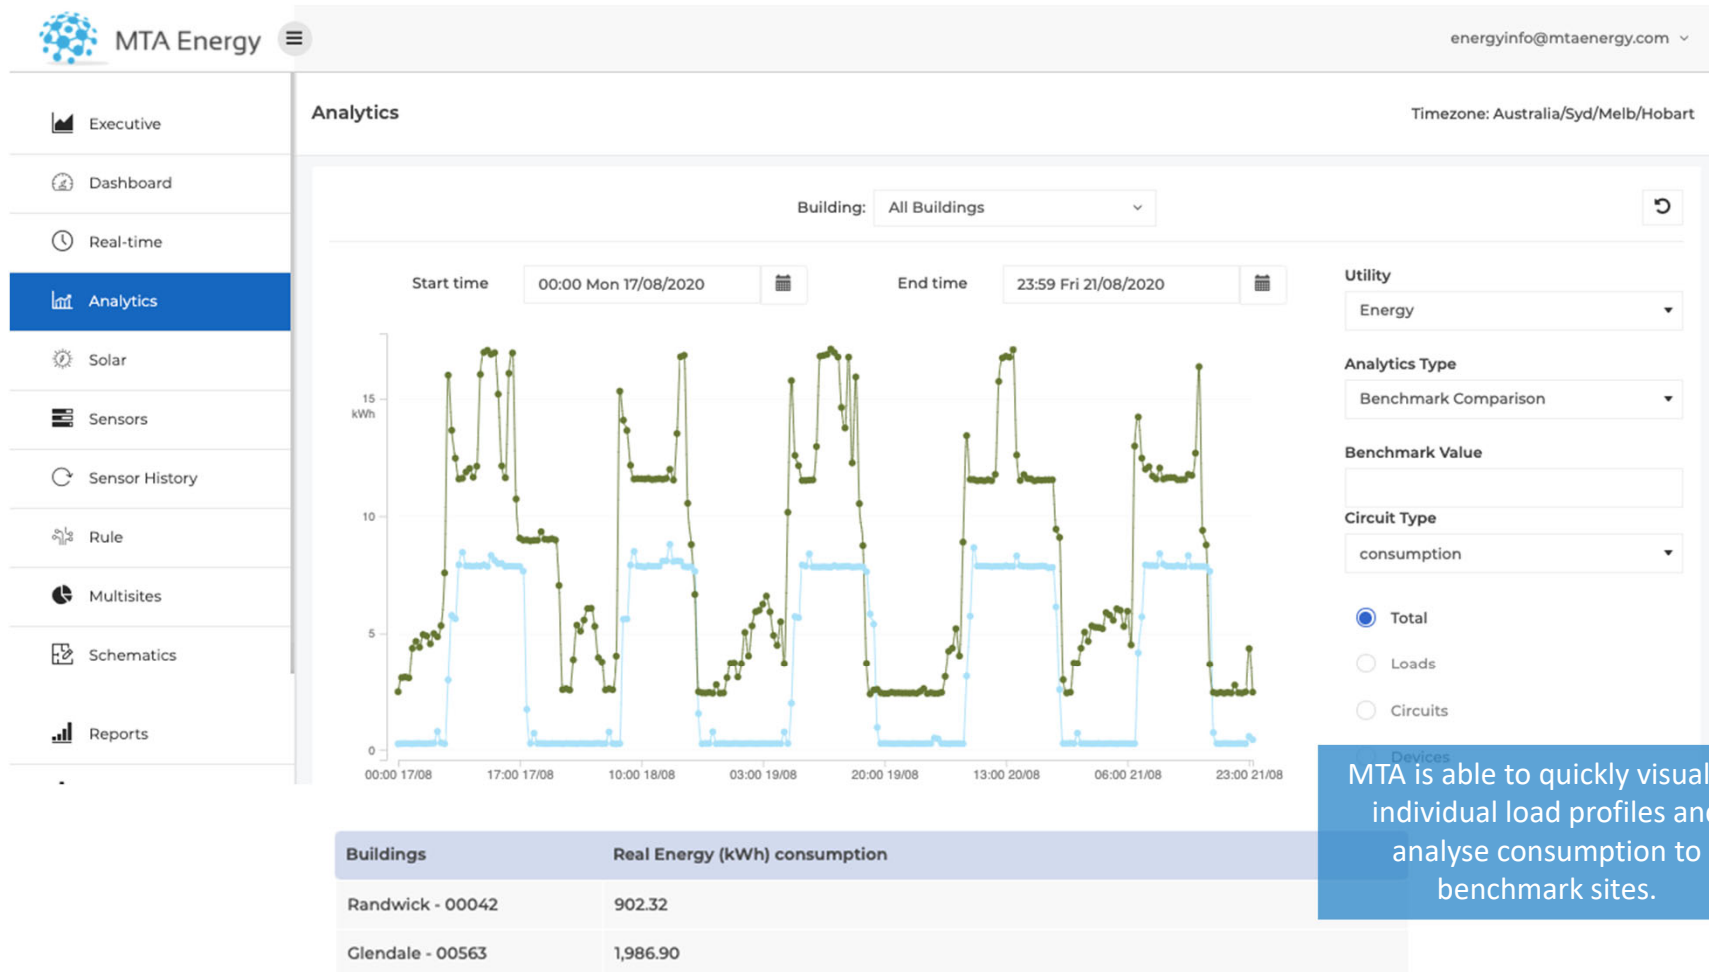 MTA Energy
energyinfo@mtaenergy.com
Executive
Dashboard
Real-time
Analytics
Solar
Sensors
Sensor History
Rule
Multisites
Schematics
Reports
Analytics
Timezone: Australia/Syd/Melb/Hobart
Building: All Buildings
Start time 00:00 Mon 17/08/2020 End time 23:59 Fri 21/08/2020
15
kWh
10
5
0
00:00 17/08 17:00 17/08 10:00 18/08 03:00 19/08 20:00 19/08 13:00 20/08 06:00 21/08 23:00 21/08
Utility
Energy
Analytics Type
Benchmark Comparison
Benchmark Value
Circuit Type
consumption
Total
Loads
Circuits
Devices
MTA is able to quickly visual
individual load profiles an
analyse consumption to
benchmark sites.
Buildings Real Energy (kWh) consumption
Randwick - 00042 902.32
Glendale - 00563 1,986.90